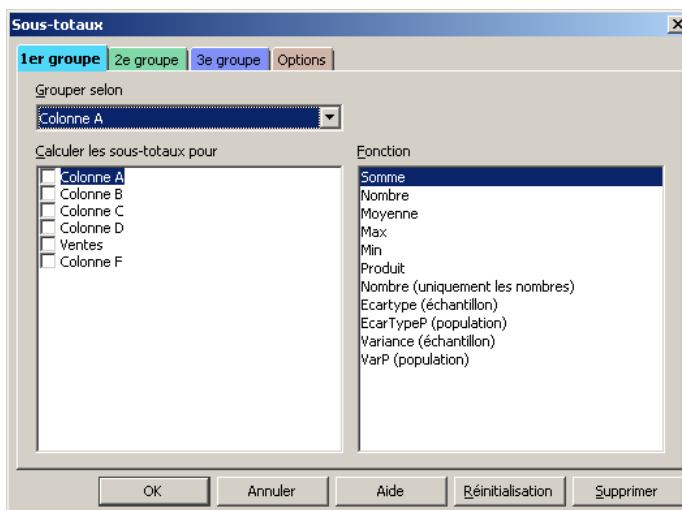 Sous-totaux
1er groupe 2e groupe 3e groupe Options
Grouper selon
Colonne A
Calculer les sous-totaux pour
Colonne A
Colonne B
Colonne C
Colonne D
Ventes
Colonne F
Fonction
Somme
Nombre
Moyenne
Max
Min
Produit
Nombre (uniquement les nombres)
Ecartype (échantillon)
EcarTypeP (population)
Variance (échantillon)
VarP (population)
OK Annuler Aide Réinitialisation Supprimer